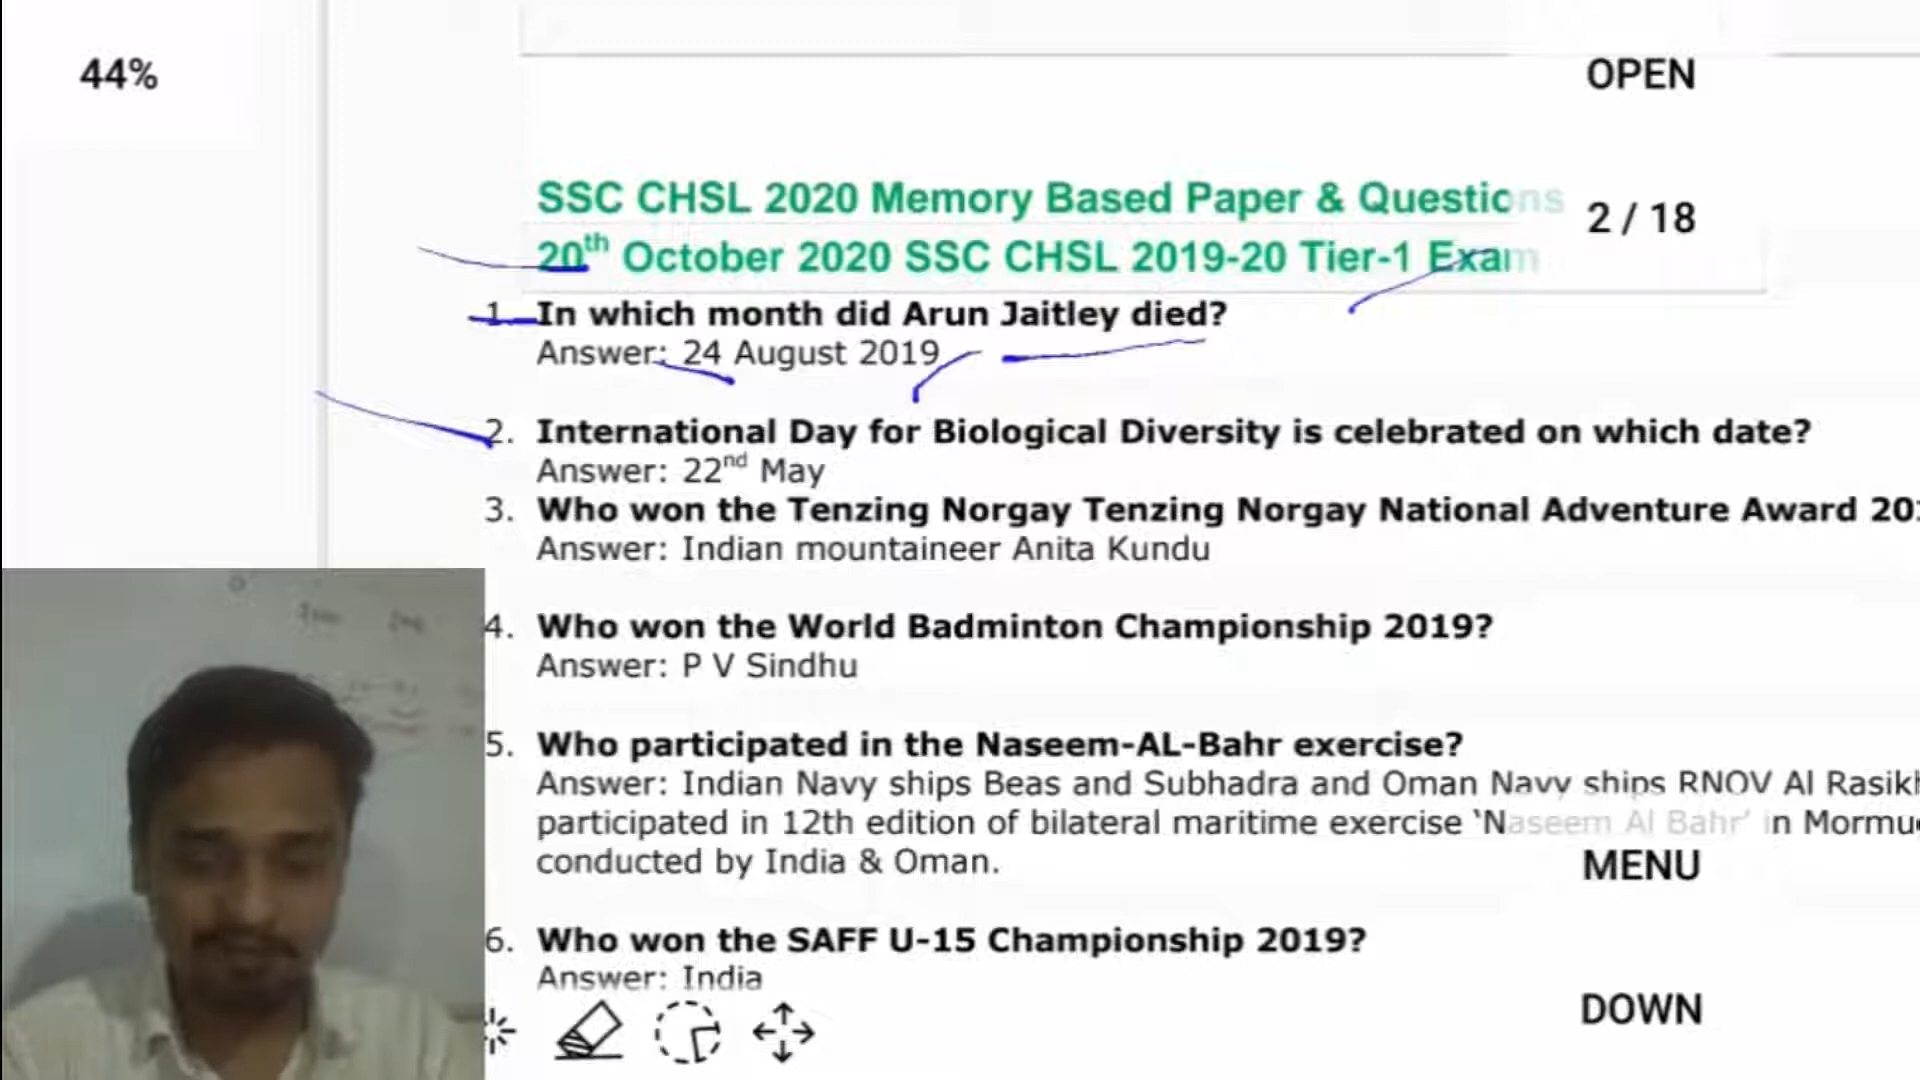 44%
OPEN
SSC CHSL 2020 Memory Based Paper & Questions
2 / 18
20th October 2020 SSC CHSL 2019-20 Tier-1 Exam
1. In which month did Arun Jaitley died?
Answer: 24 August 2019
2. International Day for Biological Diversity is celebrated on which date?
Answer: 22nd May
3. Who won the Tenzing Norgay Tenzing Norgay National Adventure Award
Answer: Indian mountaineer Anita Kundu
4. Who won the World Badminton Championship 2019?
Answer: P V Sindhu
5. Who participated in the Naseem-AL-Bahr exercise?
Answer: Indian Navy ships Beas and Subhadra and Oman Navy ships RNOV Al
participated in 12th edition of bilateral maritime exercise ‘Naseem Al Bahr’ in
conducted by India & Oman.
MENU
6. Who won the SAFF U-15 Championship 2019?
Answer: India
DOWN